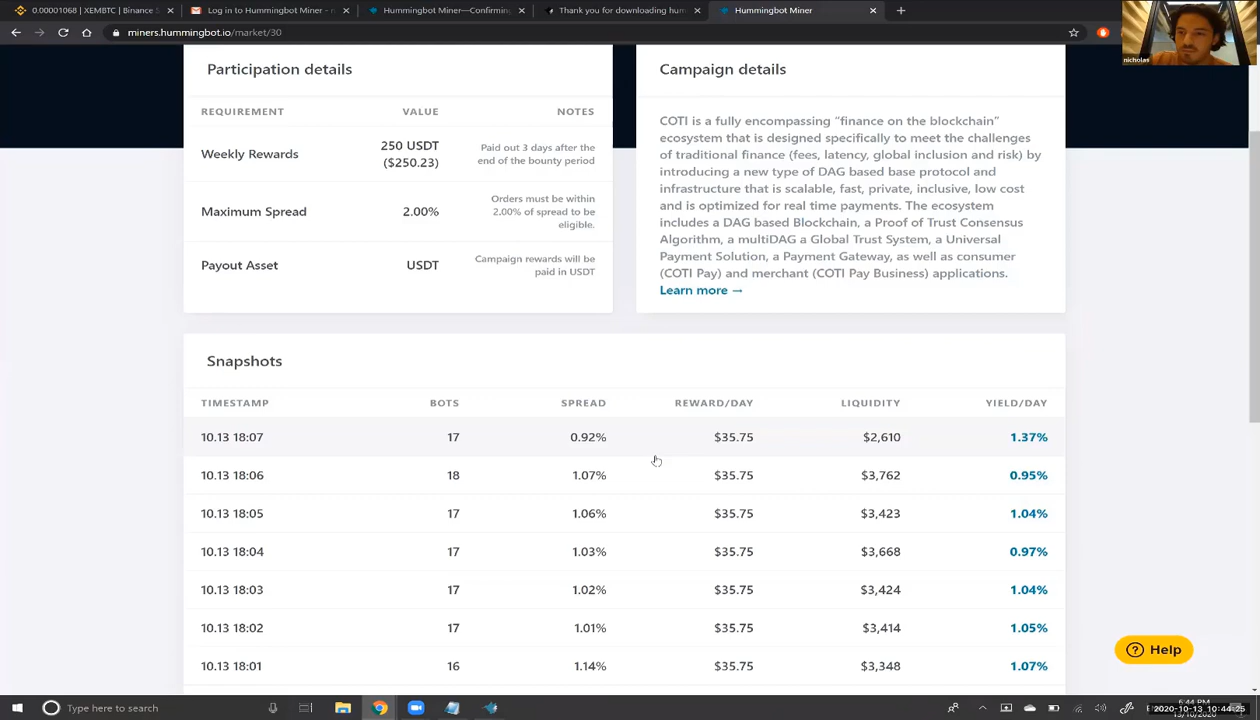 0.00001068 | XEMBTC | Binance
Log in to Hummingbot Miner -
Hummingbot Miner—Confirming
Thank you for downloading hum
Hummingbot Miner
miners.hummingbot.io/market/30
nicholas
Participation details
REQUIREMENT VALUE NOTES
Weekly Rewards
250 USDT
($250.23)
Paid out 3 days after the
end of the bounty period
Maximum Spread
2.00%
Orders must be within
2.00% of spread to be
eligible.
Payout Asset
USDT
Campaign rewards will be
paid in USDT
Campaign details
COTI is a fully encompassing “finance on the blockchain”
ecosystem that is designed specifically to meet the challenges
of traditional finance (fees, latency, global inclusion and risk) by
introducing a new type of DAG based base protocol and
infrastructure that is scalable, fast, private, inclusive, low cost
and is optimized for real time payments. The ecosystem
includes a DAG based Blockchain, a Proof of Trust Consensus
Algorithm, a multiDAG a Global Trust System, a Universal
Payment Solution, a Payment Gateway, as well as consumer
(COTI Pay) and merchant (COTI Pay Business) applications.
Learn more →
Snapshots
TIMESTAMP BOTS SPREAD REWARD/DAY LIQUIDITY YIELD/DAY
10.13 18:07 17 0.92% $35.75 $2,610 1.37%
10.13 18:06 18 1.07% $35.75 $3,762 0.95%
10.13 18:05 17 1.06% $35.75 $3,423 1.04%
10.13 18:04 17 1.03% $35.75 $3,668 0.97%
10.13 18:03 17 1.02% $35.75 $3,424 1.04%
10.13 18:02 17 1.01% $35.75 $3,414 1.05%
10.13 18:01 16 1.14% $35.75 $3,348 1.07%
? Help
Type here to search
2020-10-13 10:44:25